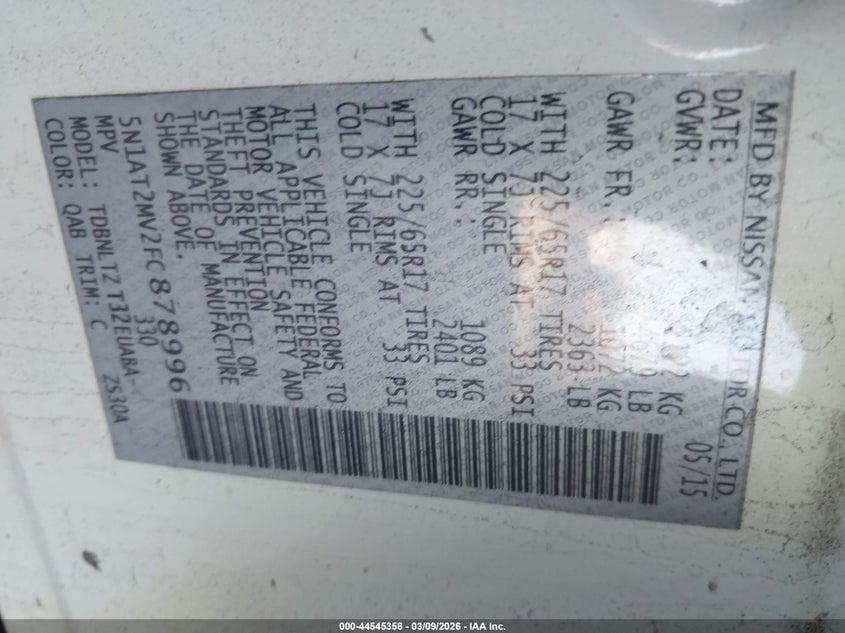 MFD BY NISSAN MOTOR CO., LTD.
DATE: 05/15
GVWR: KG
LB
GAWR FR.: 1072 KG
2363 LB
WITH 225/65R17 TIRES
17 X 7J RIMS AT 33 PSI
COLD SINGLE
GAWR RR.: 1089 KG
2401 LB
WITH 225/65R17 TIRES
17 X 7J RIMS AT 33 PSI
COLD SINGLE
THIS VEHICLE CONFORMS TO
ALL APPLICABLE FEDERAL
MOTOR VEHICLE SAFETY AND
THEFT PREVENTION
STANDARDS IN EFFECT ON
THE DATE OF MANUFACTURE
SHOWN ABOVE.
5N1AT2MV2FC878996
MPV 330
MODEL: TDBNLTZ T32EUABA-
COLOR: QAB TRIM: C ZS30A
000-44545358 - 03/09/2026 - IAA Inc.